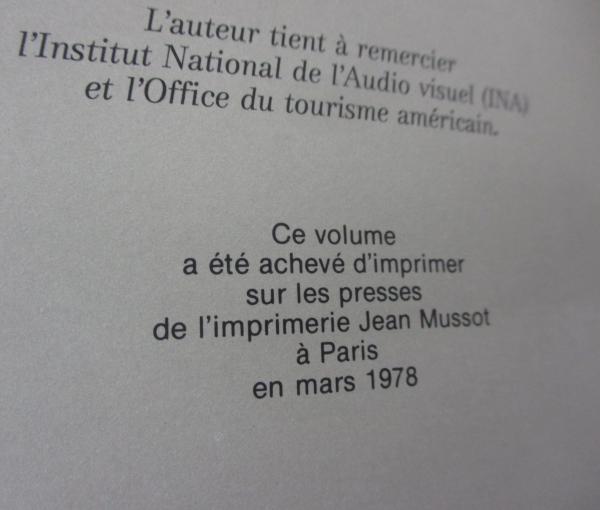 L'auteur tient à remercier
l'Institut National de l'Audio visuel (INA)
et l'Office du tourisme américain.
Ce volume
a été achevé d'imprimer
sur les presses
de l'imprimerie Jean Mussot
à Paris
en mars 1978